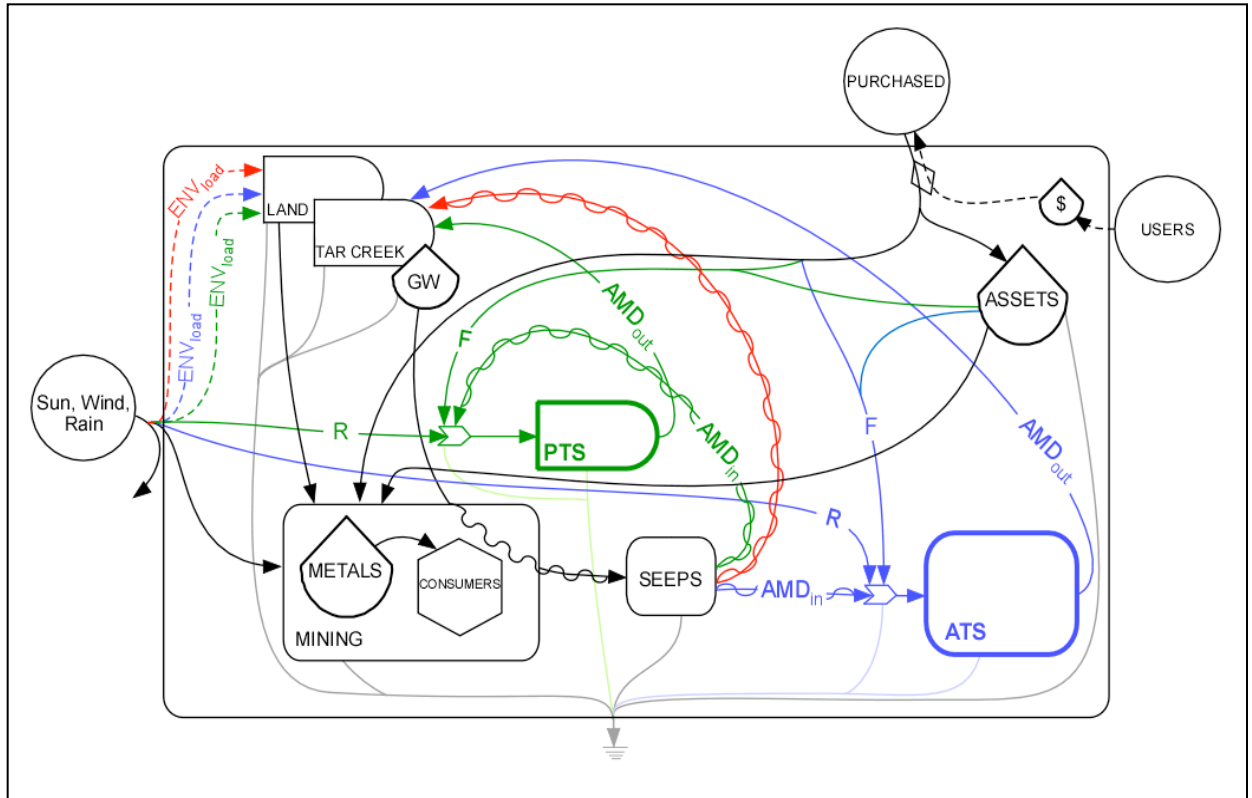 PURCHASED
ENVload
LAND
ENVload
ENVload
TAR CREEK
GW
$
USERS
ASSETS
AMDout
F
Sun, Wind,
Rain
R
PTS
AMDin
F
AMDout
R
METALS
CONSUMERS
SEEPS
AMDin
ATS
MINING